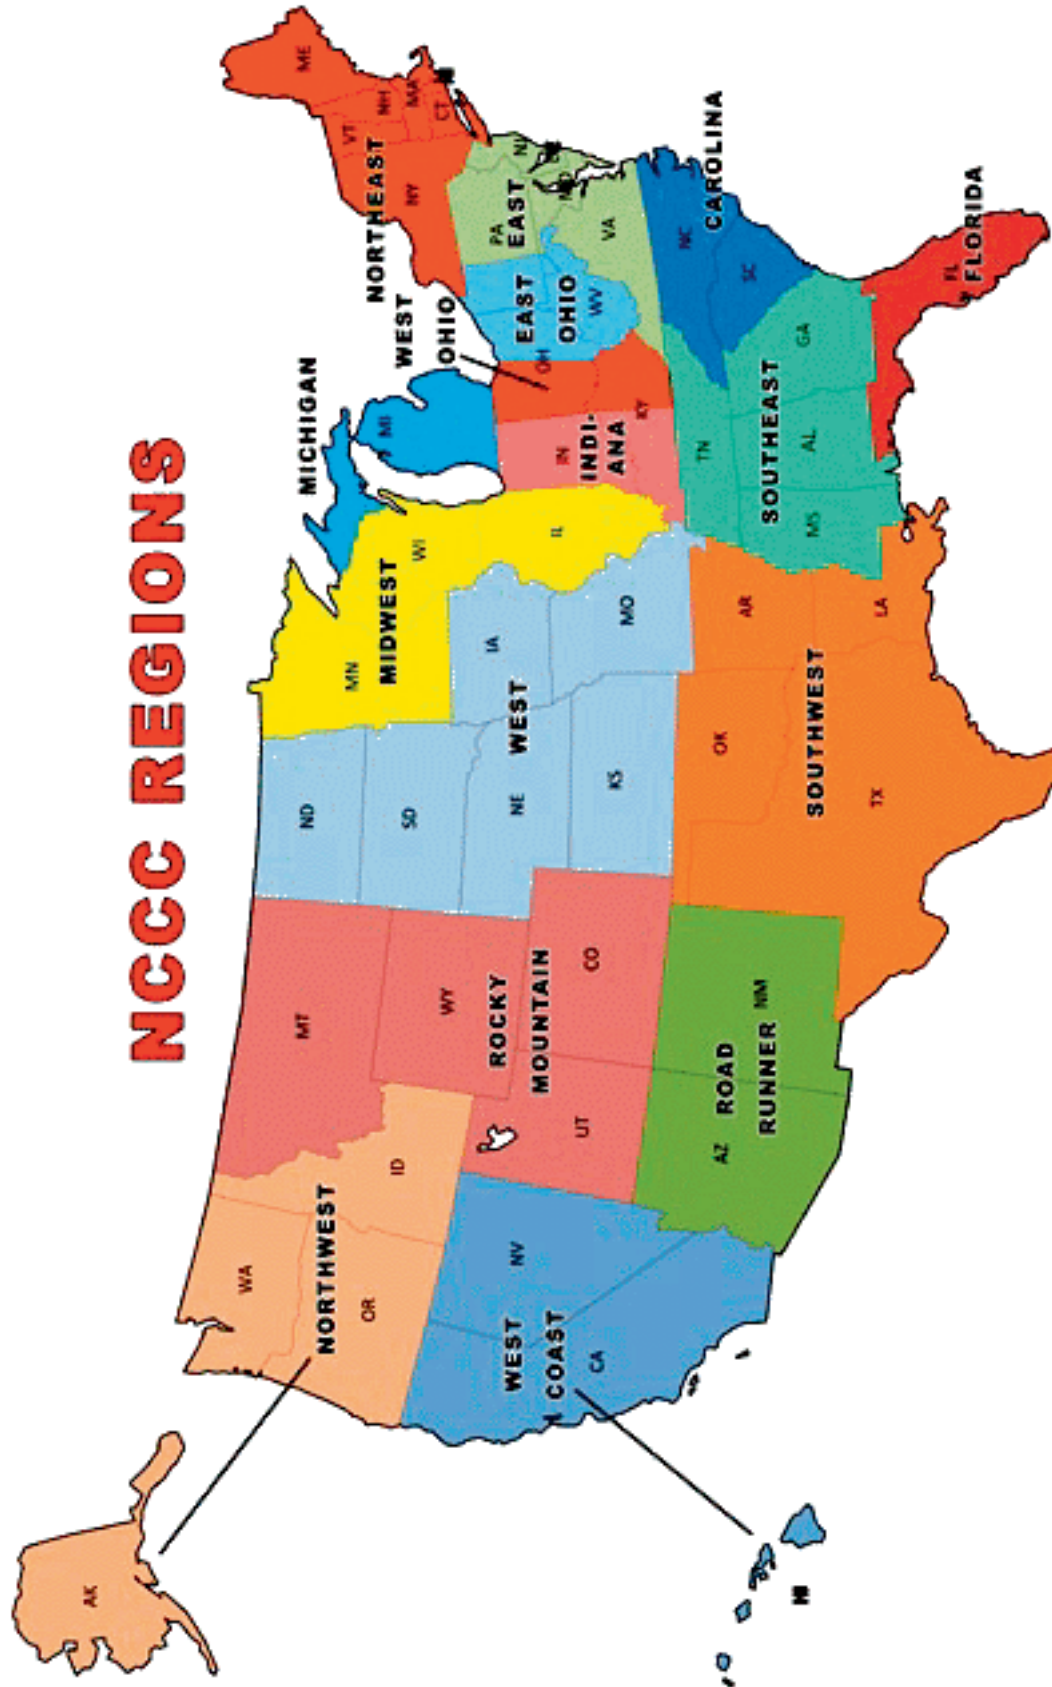 NCCC REGIONS
AK
WA
OR
ID
NORTHWEST
MT
WY
ROCKY
MOUNTAIN
UT
CO
NV
WEST
COAST
CA
HI
AZ
ROAD
RUNNER
NM
ND
SD
NE
WEST
KS
IA
MO
MN
MIDWEST
WI
IL
OK
AR
SOUTHWEST
TX
LA
MICHIGAN
MI
WEST
OHIO
OH
IN
INDI-
ANA
KY
EAST
OHIO
WV
NORTHEAST
ME
VT
NH
MA
CT
NY
PA
EAST
NJ
MD
VA
NC
SC
CAROLINA
TN
SOUTHEAST
MS
AL
GA
FL
FLORIDA